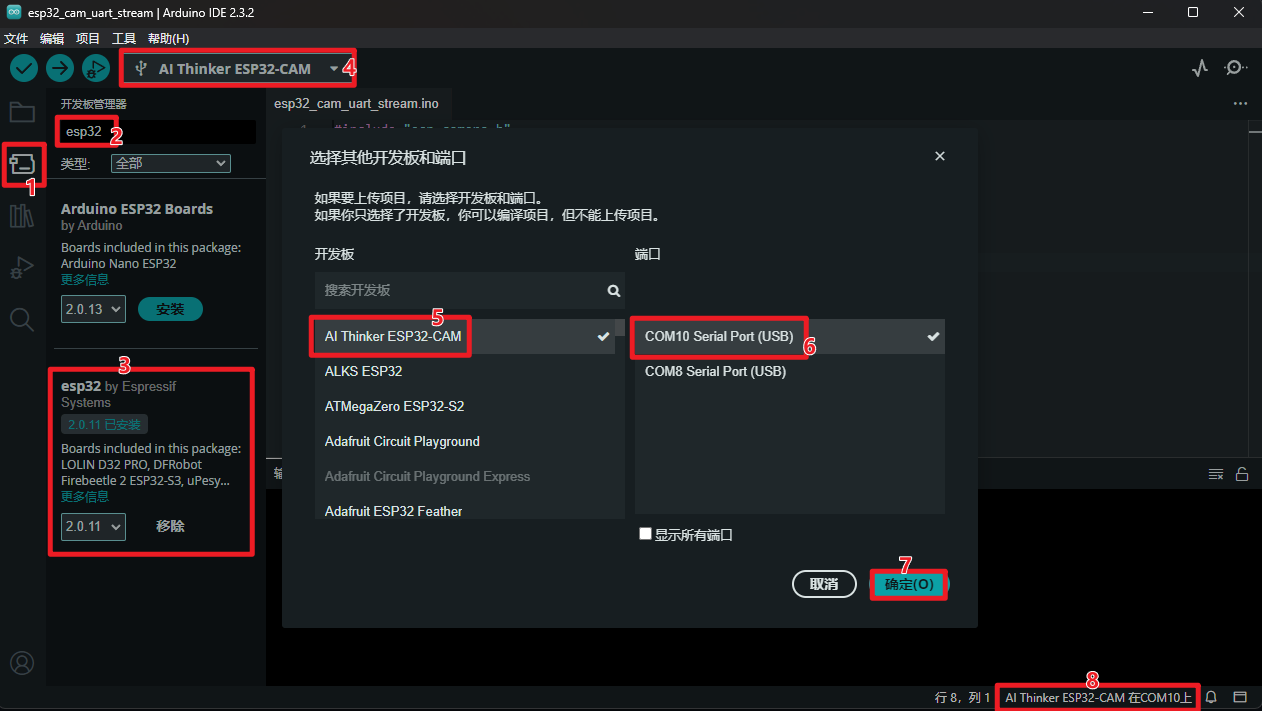 esp32_cam_uart_stream | Arduino IDE 2.3.2
文件 编辑 项目 工具 帮助(H)
AI Thinker ESP32-CAM
4
开发板管理器
esp32
2
类型:
全部
1
Arduino ESP32 Boards
by Arduino
Boards included in this package:
Arduino Nano ESP32
更多信息
2.0.13
安装
3
esp32 by Espressif
Systems
2.0.11 已安装
Boards included in this package:
LOLIN D32 PRO, DFRobot
Firebeetle 2 ESP32-S3, uPesy...
更多信息
2.0.11
移除
esp32_cam_uart_stream.ino
1 #include "esp_camera.h"
选择其他开发板和端口
如果要上传项目，请选择开发板和端口。
如果你只选择了开发板，你可以编译项目，但不能上传项目。
开发板
搜索开发板
5
AI Thinker ESP32-CAM
ALKS ESP32
ATMegaZero ESP32-S2
Adafruit Circuit Playground
Adafruit Circuit Playground Express
Adafruit ESP32 Feather
端口
COM10 Serial Port (USB)
6
COM8 Serial Port (USB)
显示所有端口
取消
7
确定(O)
输
行 8，列 1
8
AI Thinker ESP32-CAM 在COM10上